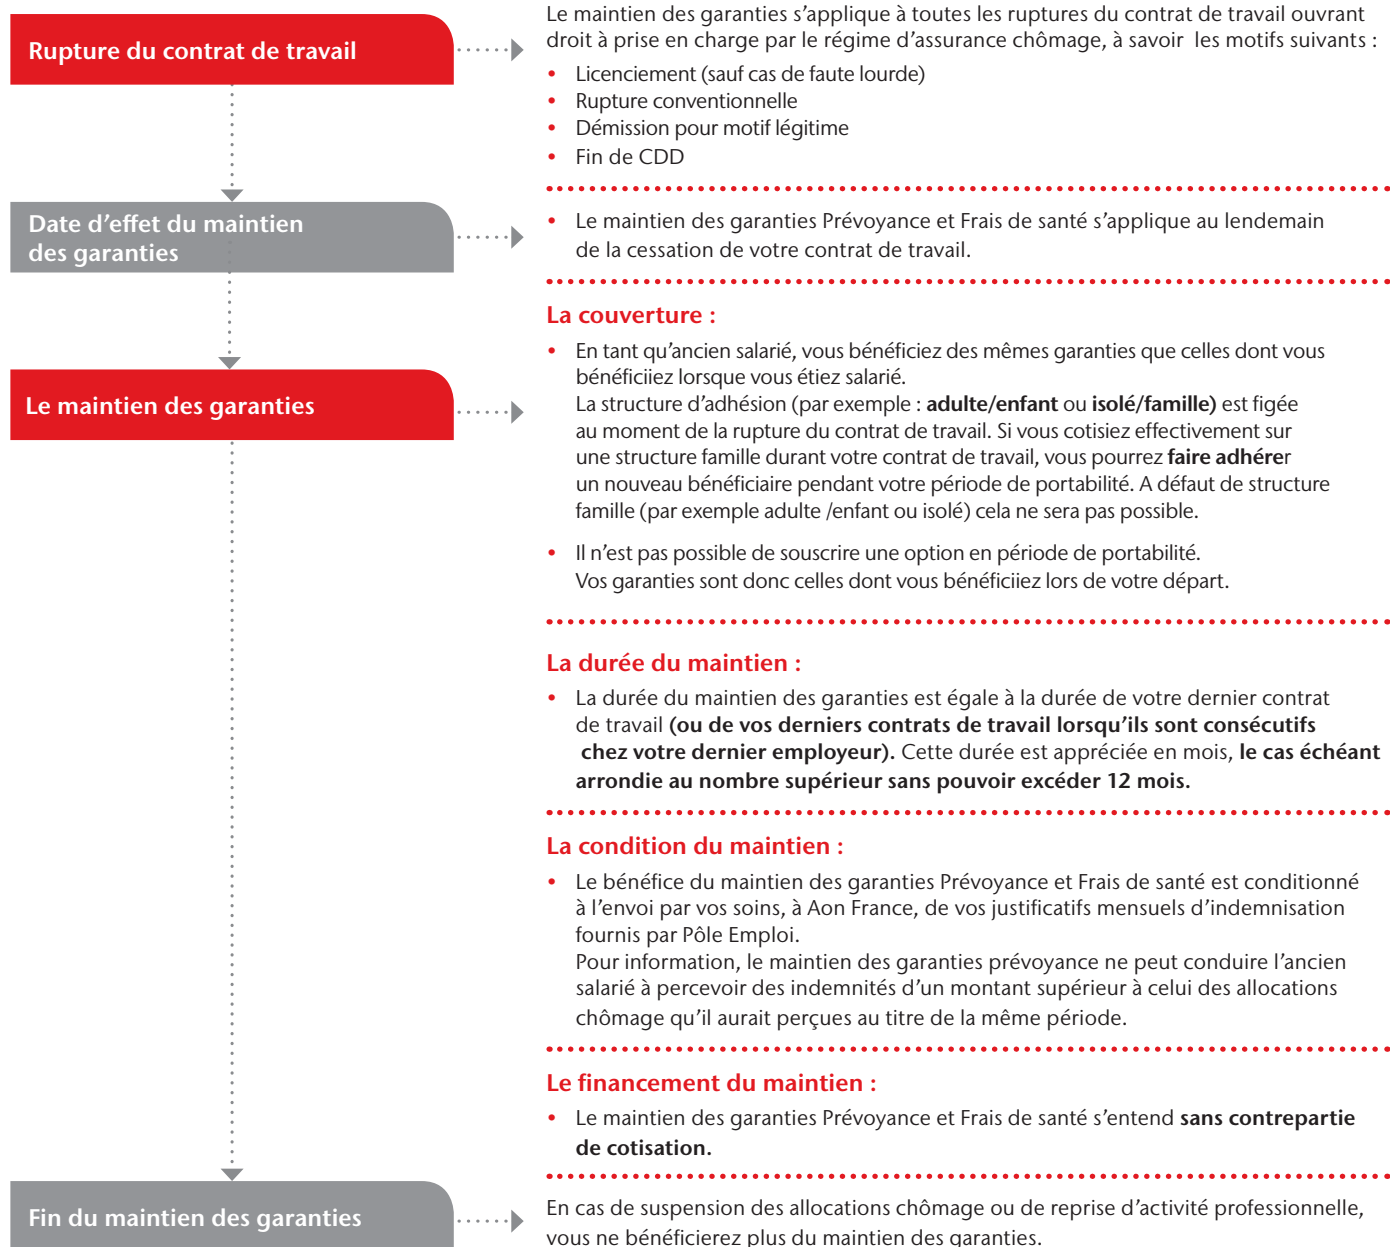 Rupture du contrat de travail
Le maintien des garanties s’applique à toutes les ruptures du contrat de travail ouvrant
droit à prise en charge par le régime d’assurance chômage, à savoir les motifs suivants :
• Licenciement (sauf cas de faute lourde)
• Rupture conventionnelle
• Démission pour motif légitime
• Fin de CDD
Date d’effet du maintien
des garanties
• Le maintien des garanties Prévoyance et Frais de santé s’applique au lendemain
de la cessation de votre contrat de travail.
Le maintien des garanties
La couverture :
• En tant qu’ancien salarié, vous bénéficiez des mêmes garanties que celles dont vous
bénéficiiez lorsque vous étiez salarié.
La structure d’adhésion (par exemple : adulte/enfant ou isolé/famille) est figée
au moment de la rupture du contrat de travail. Si vous cotisiez effectivement sur
une structure famille durant votre contrat de travail, vous pourrez faire adhérer
un nouveau bénéficiaire pendant votre période de portabilité. A défaut de structure
famille (par exemple adulte /enfant ou isolé) cela ne sera pas possible.
• Il n’est pas possible de souscrire une option en période de portabilité.
Vos garanties sont donc celles dont vous bénéficiiez lors de votre départ.
La durée du maintien :
• La durée du maintien des garanties est égale à la durée de votre dernier contrat
de travail (ou de vos derniers contrats de travail lorsqu’ils sont consécutifs
chez votre dernier employeur). Cette durée est appréciée en mois, le cas échéant
arrondie au nombre supérieur sans pouvoir excéder 12 mois.
La condition du maintien :
• Le bénéfice du maintien des garanties Prévoyance et Frais de santé est conditionné
à l’envoi par vos soins, à Aon France, de vos justificatifs mensuels d’indemnisation
fournis par Pôle Emploi.
Pour information, le maintien des garanties prévoyance ne peut conduire l’ancien
salarié à percevoir des indemnités d’un montant supérieur à celui des allocations
chômage qu’il aurait perçues au titre de la même période.
Le financement du maintien :
• Le maintien des garanties Prévoyance et Frais de santé s’entend sans contrepartie
de cotisation.
Fin du maintien des garanties
En cas de suspension des allocations chômage ou de reprise d’activité professionnelle,
vous ne bénéficierez plus du maintien des garanties.